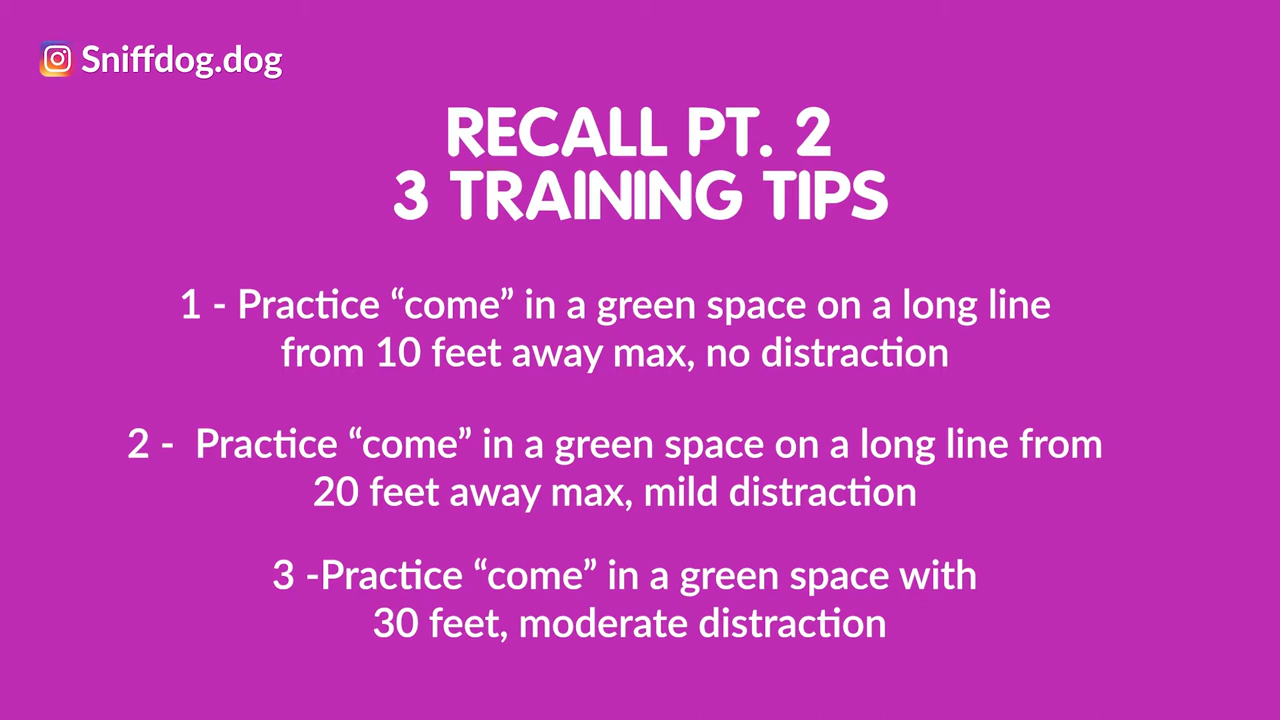 Sniffdog.dog
RECALL PT. 2
3 TRAINING TIPS
1 - Practice “come” in a green space on a long line
from 10 feet away max, no distraction
2 -  Practice “come” in a green space on a long line from
20 feet away max, mild distraction
3 -Practice “come” in a green space with
30 feet, moderate distraction